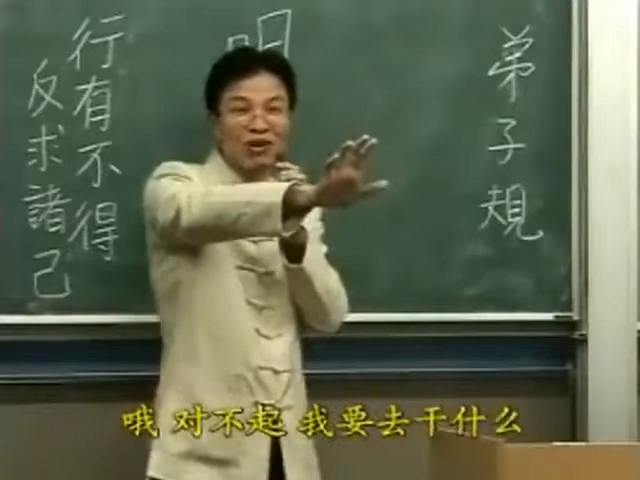 弟子規
明
行有不得
反求諸己
哦 对不起 我要去干什么